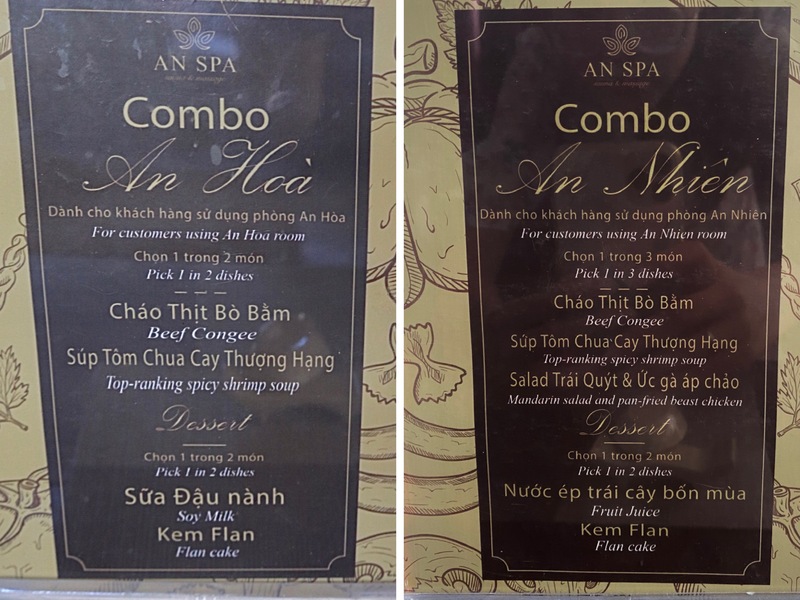 AN SPA
Combo
An Hoà
Dành cho khách hàng sử dụng phòng An Hòa
For customers using An Hoa room
Chọn 1 trong 2 món
Pick 1 in 2 dishes
Cháo Thịt Bò Bằm
Beef Congee
Súp Tôm Chua Cay Thượng Hạng
Top-ranking spicy shrimp soup
Dessert
Chọn 1 trong 2 món
Pick 1 in 2 dishes
Sữa Đậu nành
Soy Milk
Kem Flan
Flan cake
AN SPA
Combo
An Nhiên
Dành cho khách hàng sử dụng phòng An Nhiên
For customers using An Nhien room
Chọn 1 trong 3 món
Pick 1 in 3 dishes
Cháo Thịt Bò Bằm
Beef Congee
Súp Tôm Chua Cay Thượng Hạng
Top-ranking spicy shrimp soup
Salad Trái Quýt & Ức gà áp chảo
Mandarin salad and pan-fried beast chicken
Dessert
Chọn 1 trong 2 món
Pick 1 in 2 dishes
Nước ép trái cây bốn mùa
Fruit Juice
Kem Flan
Flan cake